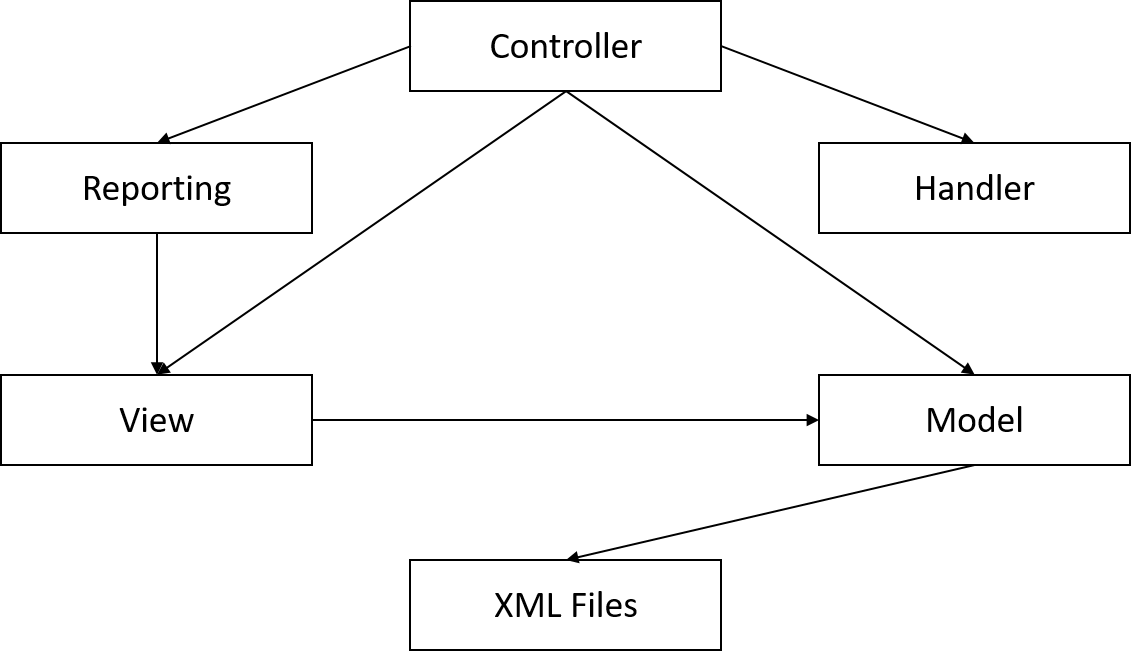 Controller
Reporting
Handler
View
Model
XML Files